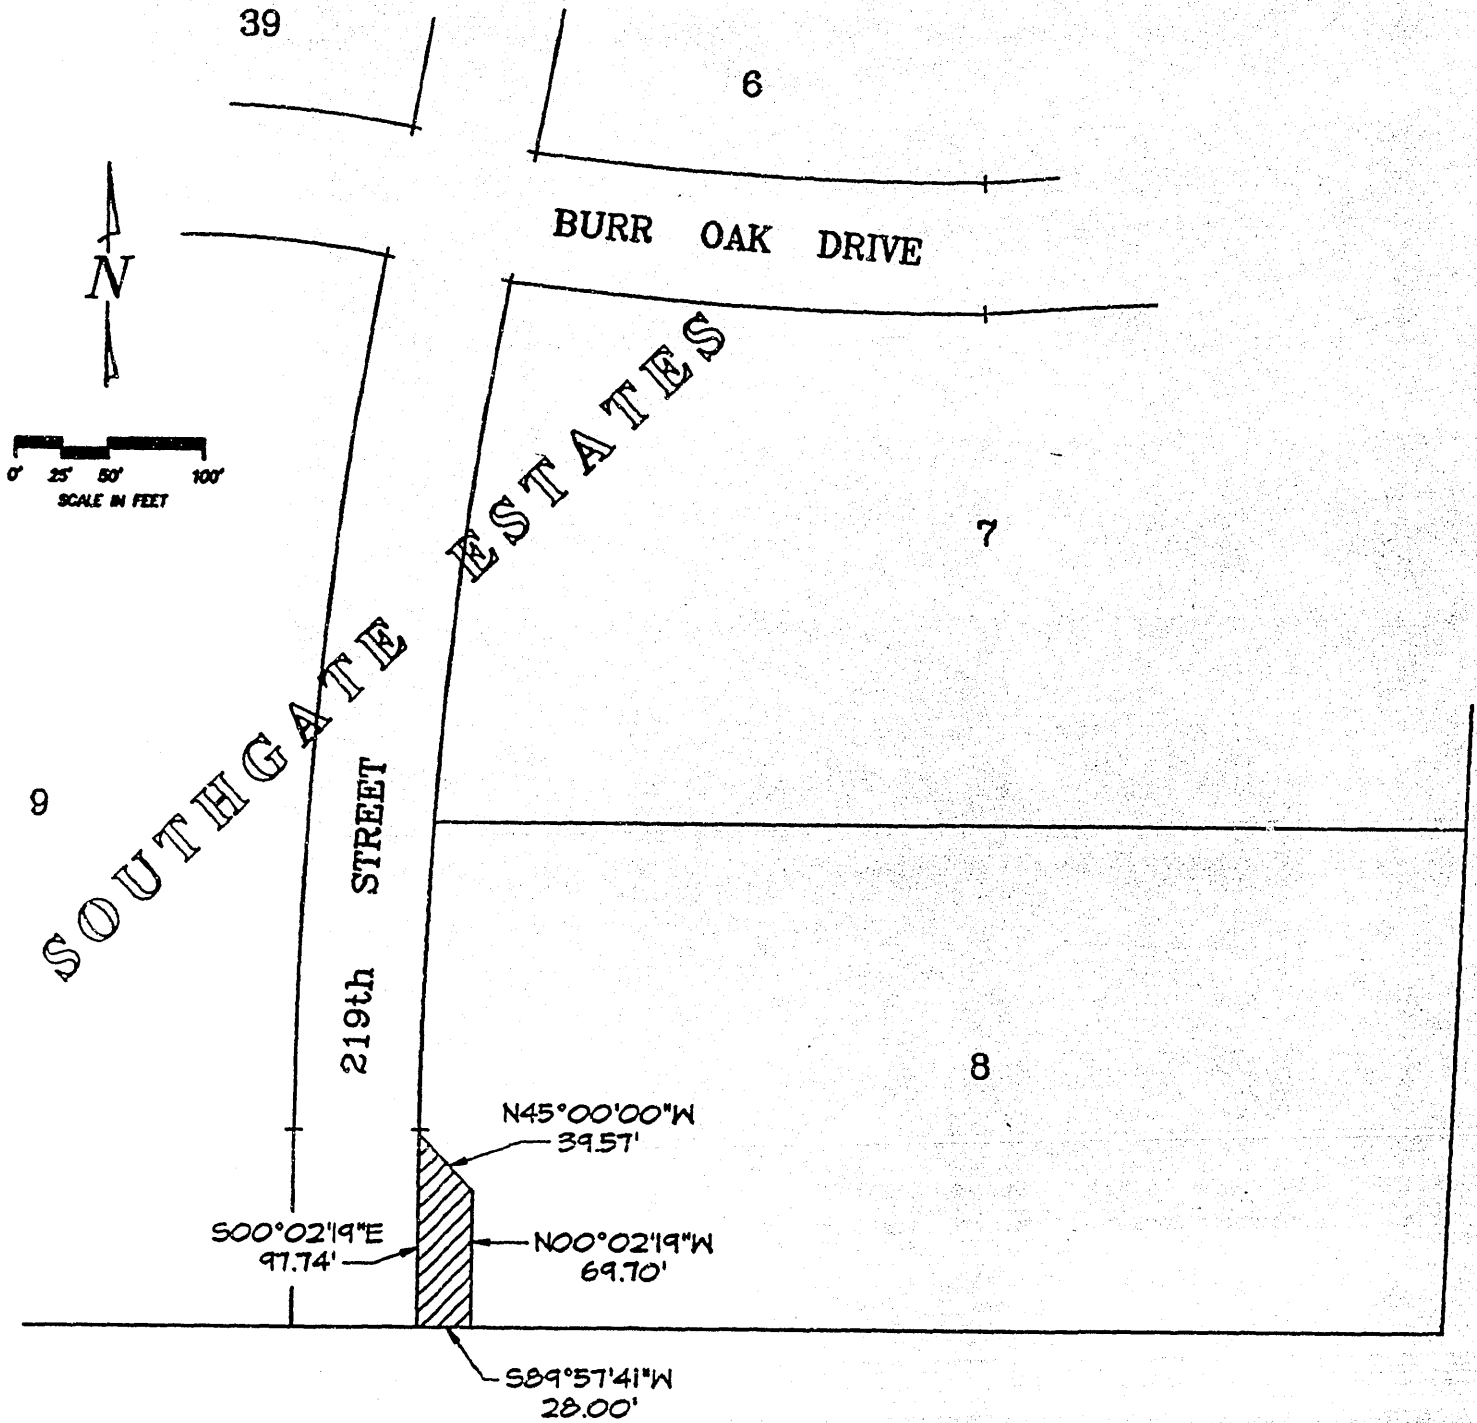 39
6
BURR OAK DRIVE
N
0' 25' 50' 100'
SCALE IN FEET
SOUTHGATE ESTATES
7
9
219th STREET
8
N45°00'00"W
39.57'
S00°02'19"E
97.74'
N00°02'19"W
69.70'
S89°57'41"W
28.00'